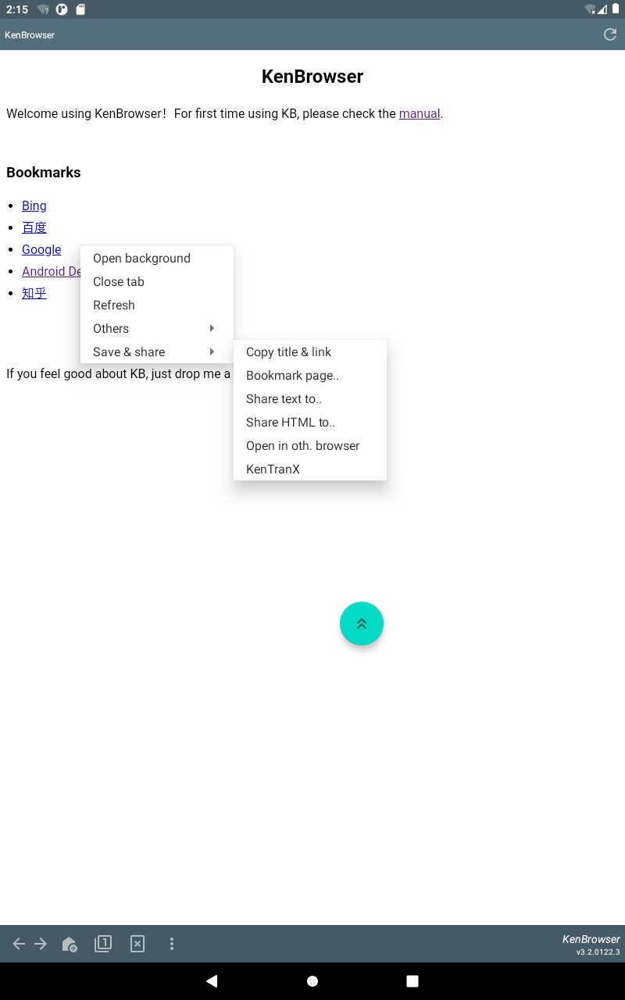 2:15
KenBrowser
KenBrowser
Welcome using KenBrowser！For first time using KB, please check the manual.
Bookmarks
Bing
百度
Google
Android De
知乎
Open background
Close tab
Refresh
Others
Save & share
Copy title & link
Bookmark page..
Share text to..
Share HTML to..
Open in oth. browser
KenTranX
If you feel good about KB, just drop me a
1
KenBrowser
v3.2.0122.3